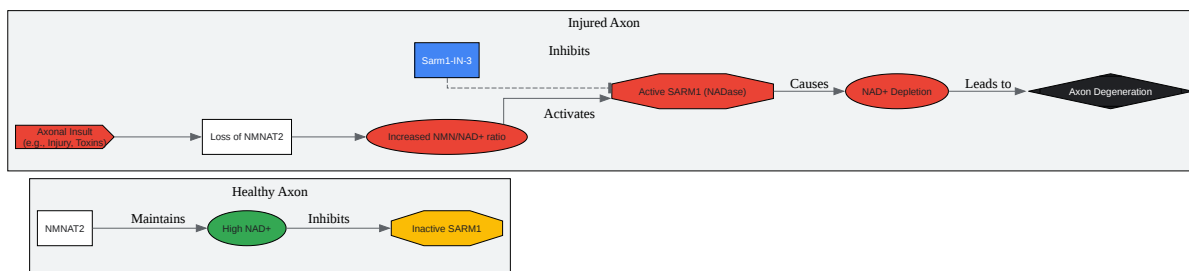 Injured Axon
Inhibits
Sarm1-IN-3
Active SARM1 (NADase)
Causes
NAD+ Depletion
Leads to
Axon Degeneration
Activates
Axonal Insult
(e.g., Injury, Toxins)
Loss of NMNAT2
Increased NMN/NAD+ ratio
Healthy Axon
NMNAT2
Maintains
High NAD+
Inhibits
Inactive SARM1